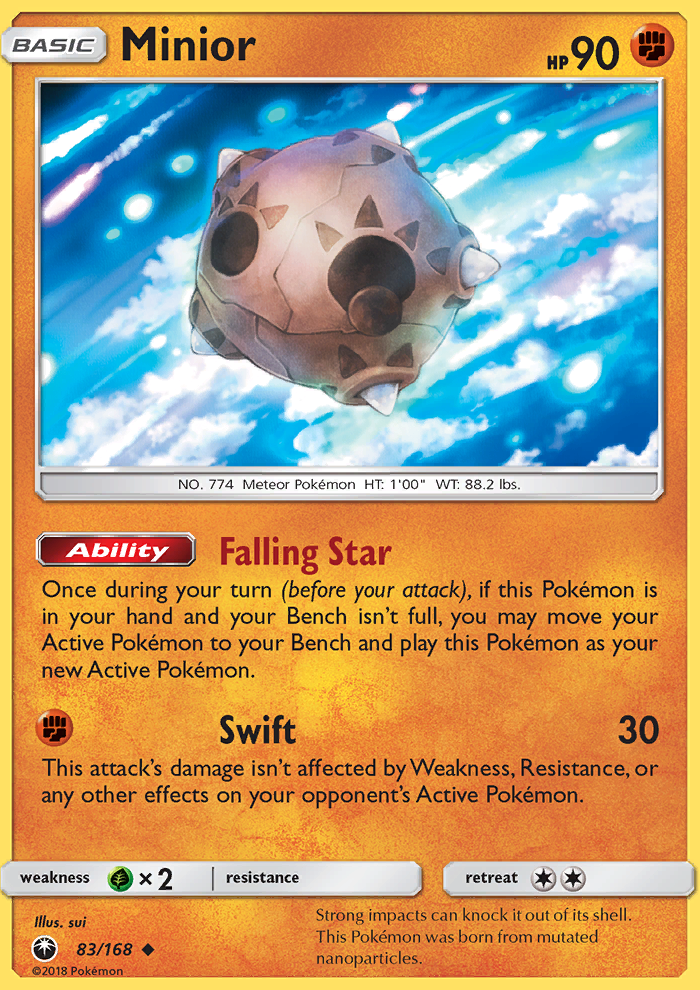 BASIC Minior HP 90
NO. 774 Meteor Pokémon HT: 1'00" WT: 88.2 lbs.
Ability Falling Star
Once during your turn (before your attack), if this Pokémon is
in your hand and your Bench isn't full, you may move your
Active Pokémon to your Bench and play this Pokémon as your
new Active Pokémon.
Swift 30
This attack's damage isn't affected by Weakness, Resistance, or
any other effects on your opponent's Active Pokémon.
weakness ×2 resistance retreat
Illus. sui
83/168
©2018 Pokémon
Strong impacts can knock it out of its shell.
This Pokémon was born from mutated
nanoparticles.